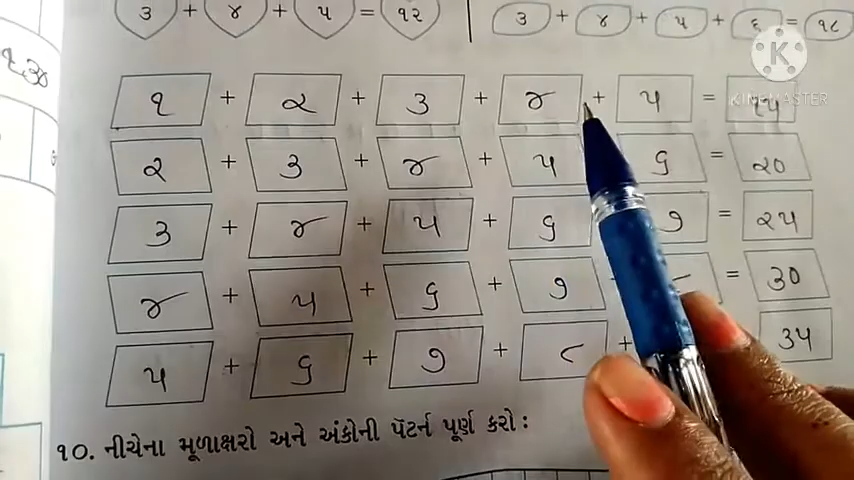 ૩ + ૪ + ૫ = ૧૨ ૩ + ૪ + ૫ + ૬ = ૧૮
૧ + ૨ + ૩ + ૪ + ૫ = ૧૫
KINEMASTER
૨ + ૩ + ૪ + ૫ ૬ = ૨૦
૩ + ૪ + ૫ + ૬ ૭ = ૨૫
૪ + ૫ + ૬ + ૭ ૮ = ૩૦
૫ + ૬ + ૭ + ૮ + ૩૫
૧૦. નીચેના મૂળાક્ષરો અને અંકોની પૅટર્ન પૂર્ણ કરો :